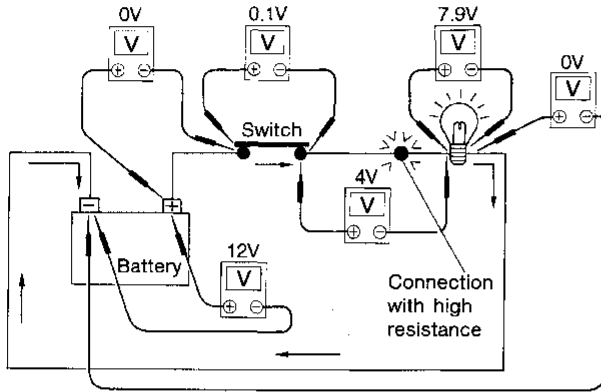 0V
V
⊕ ⊖
0.1V
V
⊕ ⊖
7.9V
V
⊕ ⊖
0V
V
⊕ ⊖
Switch
4V
V
⊕ ⊖
− +
Battery
12V
V
⊕ ⊖
Connection
with high
resistance